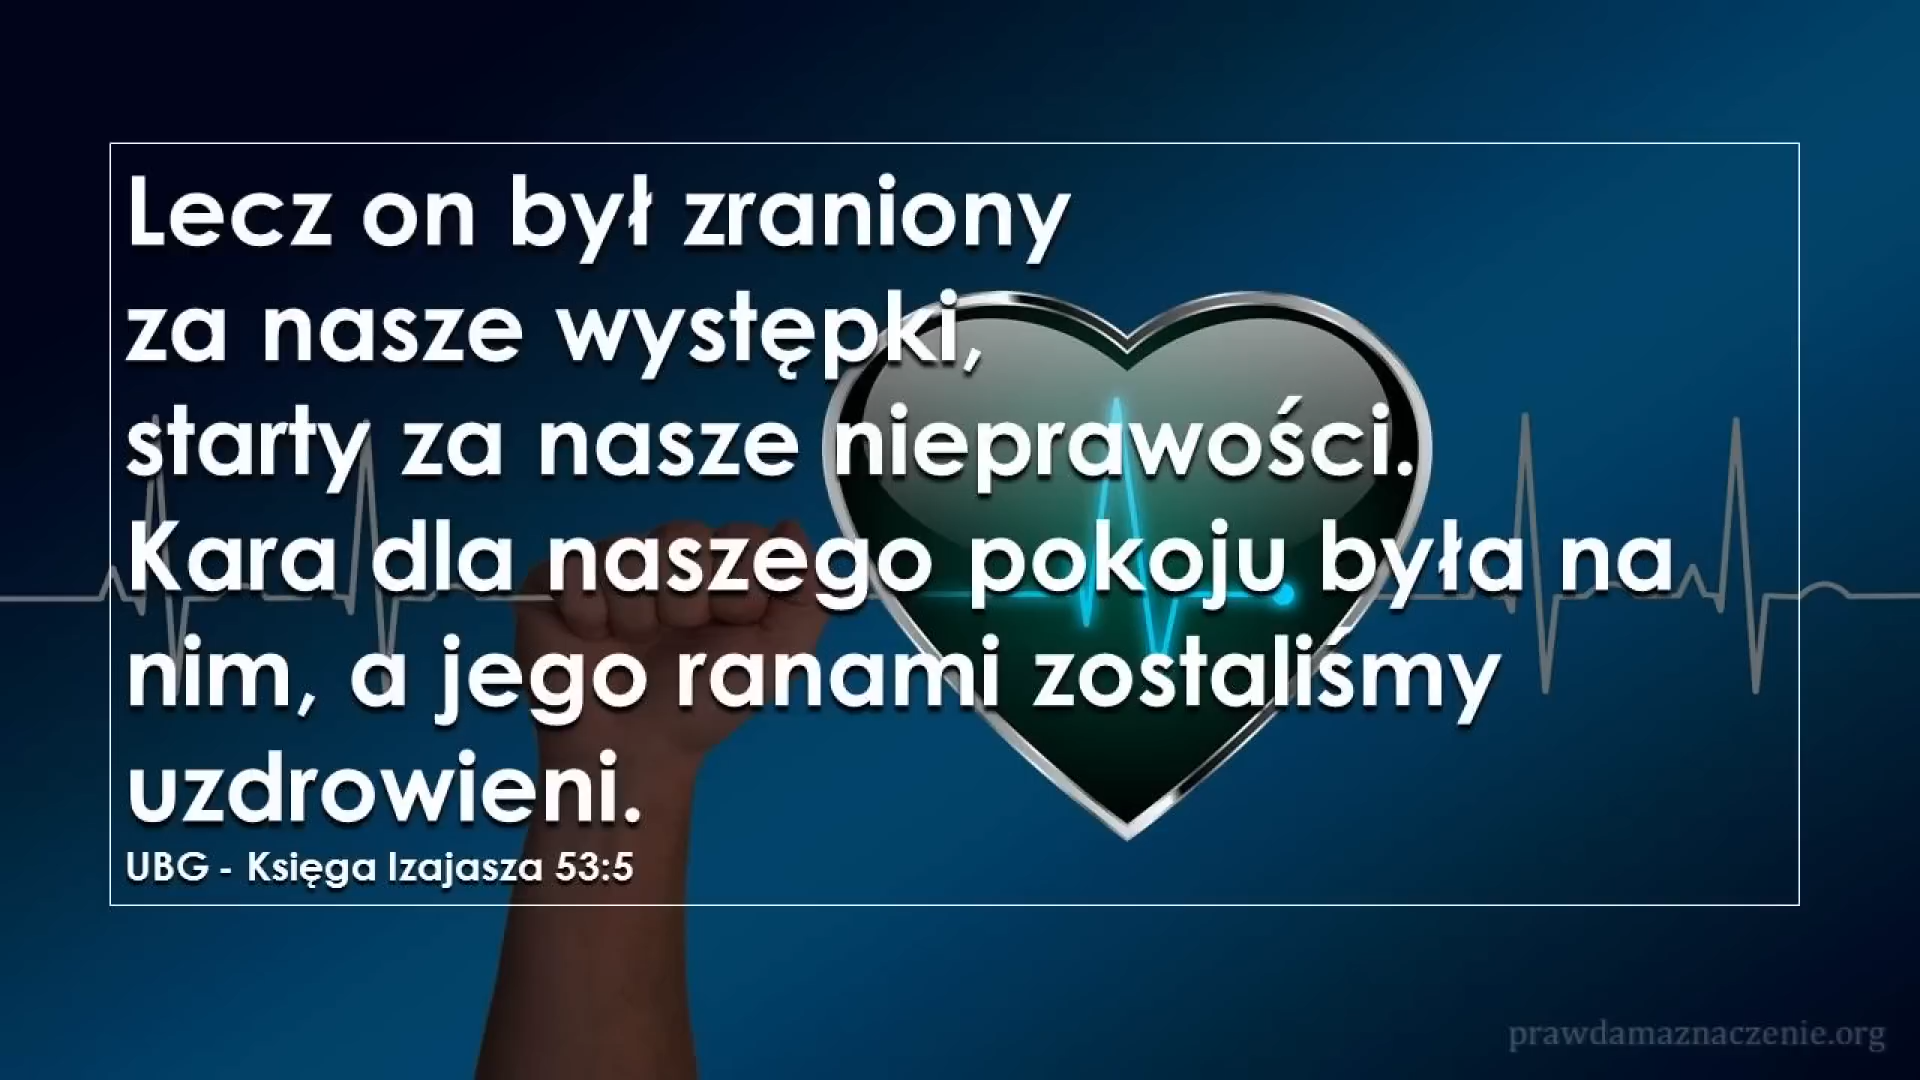 Lecz on był zraniony
za nasze występki,
starty za nasze nieprawości.
Kara dla naszego pokoju była na
nim, a jego ranami zostaliśmy
uzdrowieni.
UBG - Księga Izajasza 53:5
prawdamaznaczenie.org